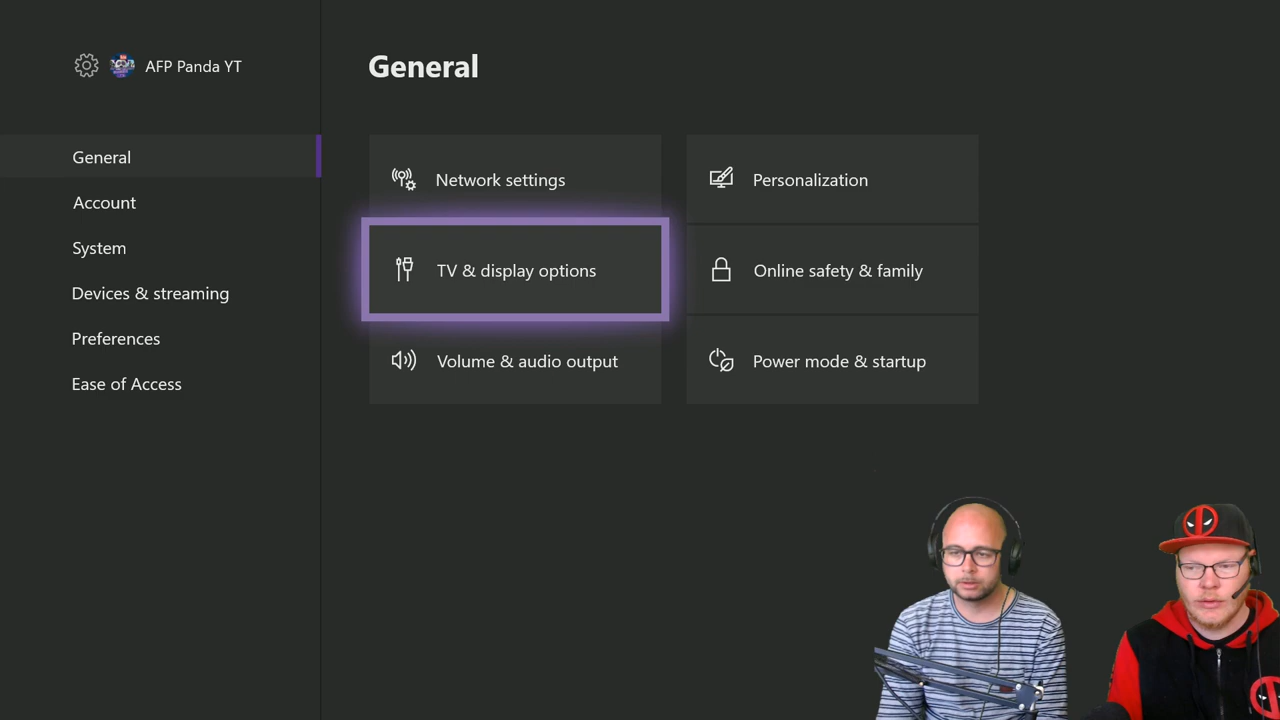 AFP Panda YT
General
Account
System
Devices & streaming
Preferences
Ease of Access
General
Network settings
TV & display options
Volume & audio output
Personalization
Online safety & family
Power mode & startup